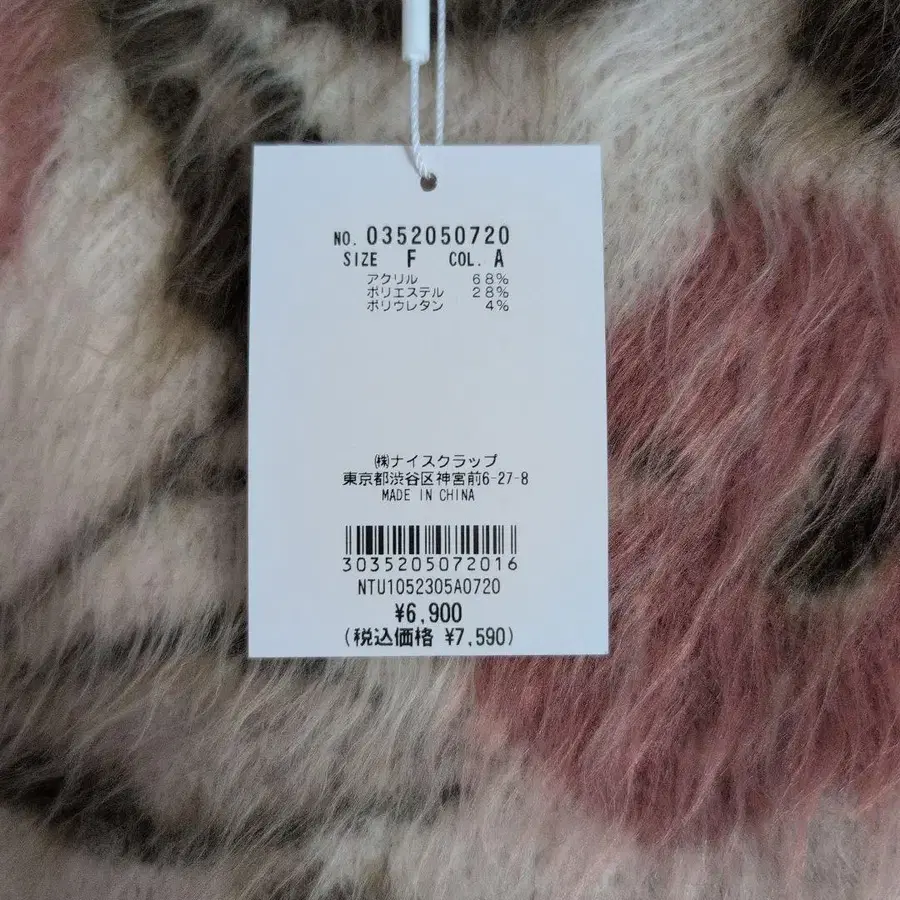 NO. 0352050720
SIZE F COL. A
アクリル 68%
ポリエステル 28%
ポリウレタン 4%
㈱ナイスクラップ
東京都渋谷区神宮前6-27-8
MADE IN CHINA
3035205072016
NTU1052305A0720
¥6,900
(税込価格 ¥7,590)